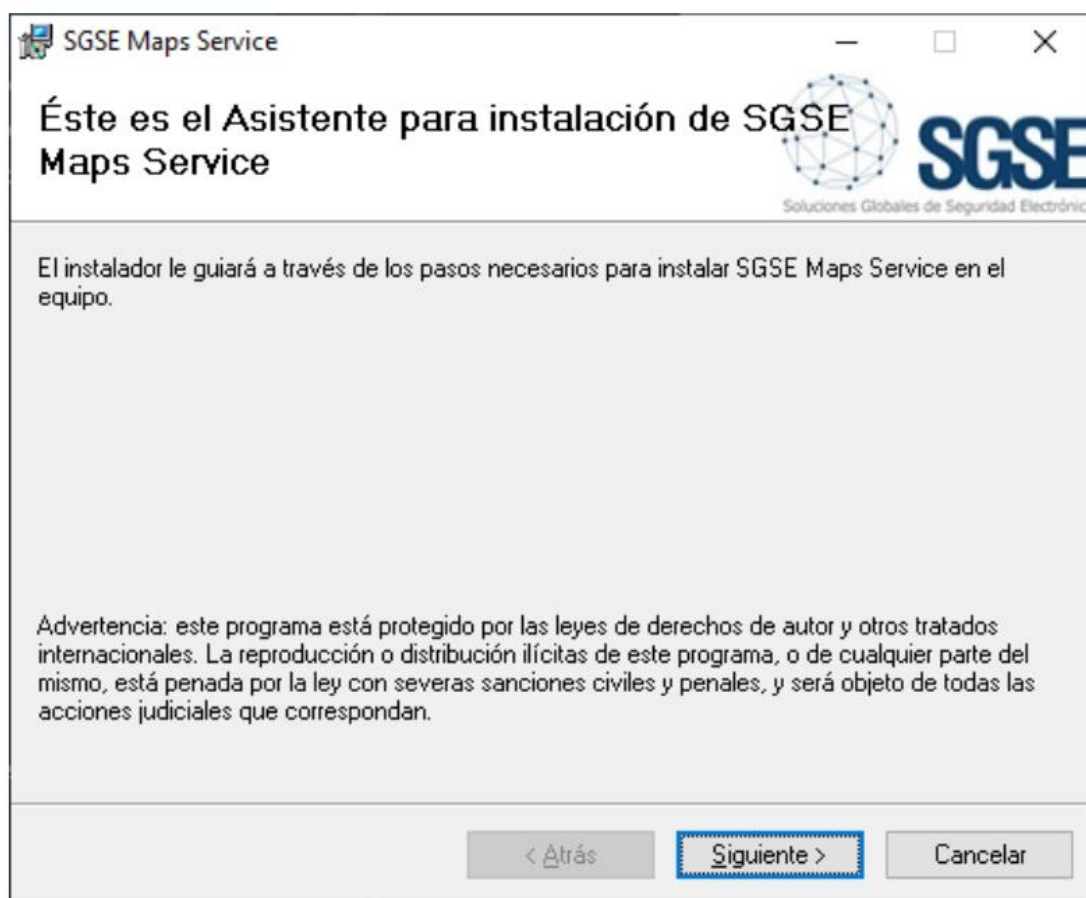 SGSE Maps Service
Éste es el Asistente para instalación de SGSE
Maps Service
SGSE
Soluciones Globales de Seguridad Electrónic
El instalador le guiará a través de los pasos necesarios para instalar SGSE Maps Service en el
equipo.
Advertencia: este programa está protegido por las leyes de derechos de autor y otros tratados
internacionales. La reproducción o distribución ilícitas de este programa, o de cualquier parte del
mismo, está penada por la ley con severas sanciones civiles y penales, y será objeto de todas las
acciones judiciales que correspondan.
< Atrás
Siguiente >
Cancelar